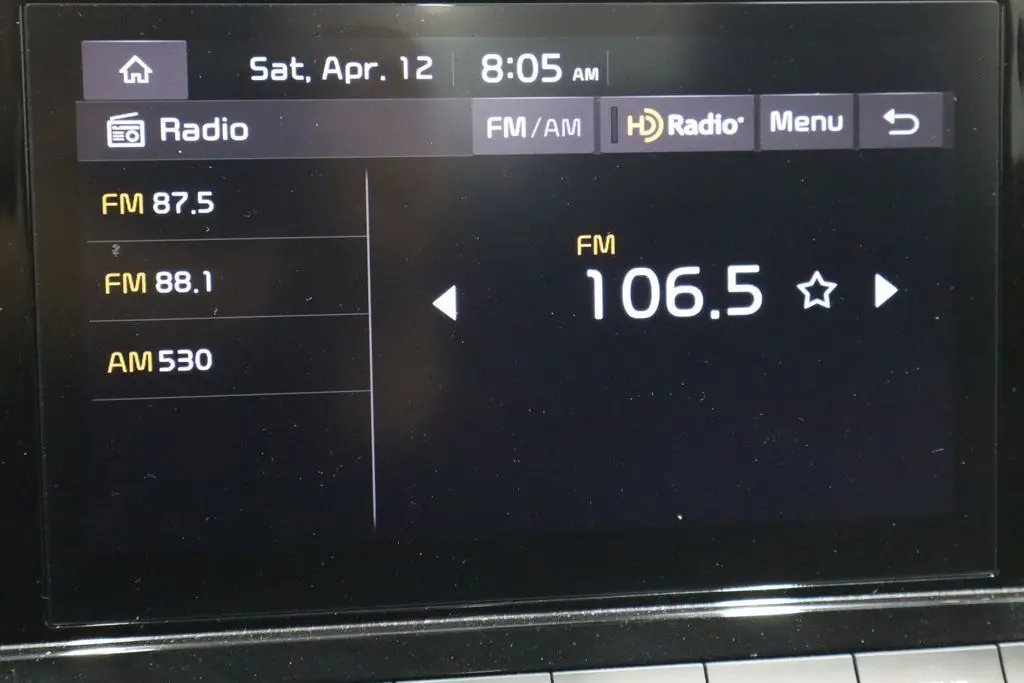 Sat, Apr. 12 8:05 AM
Radio FM/AM HD Radio Menu
FM 87.5
FM 88.1
AM 530
FM
106.5